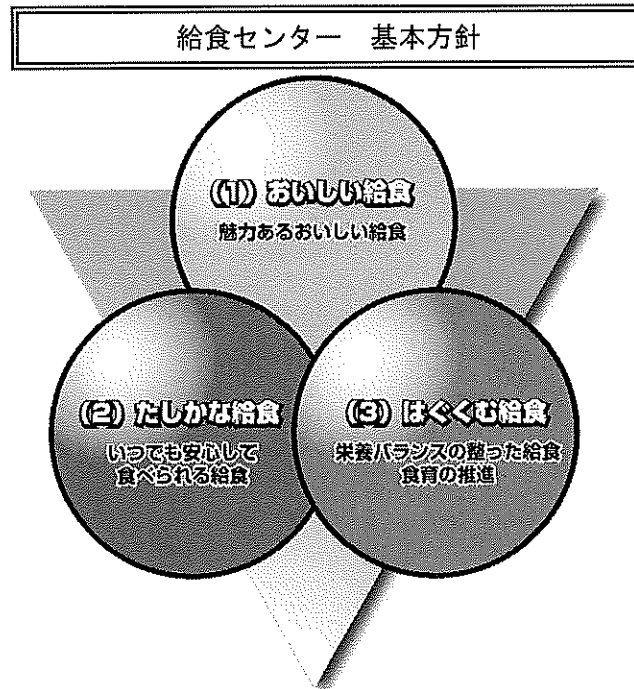 給食センター　基本方針
(1) おいしい給食
魅力あるおいしい給食
(2) たしかな給食
いつでも安心して
食べられる給食
(3) はぐくむ給食
栄養バランスの整った給食
食育の推進